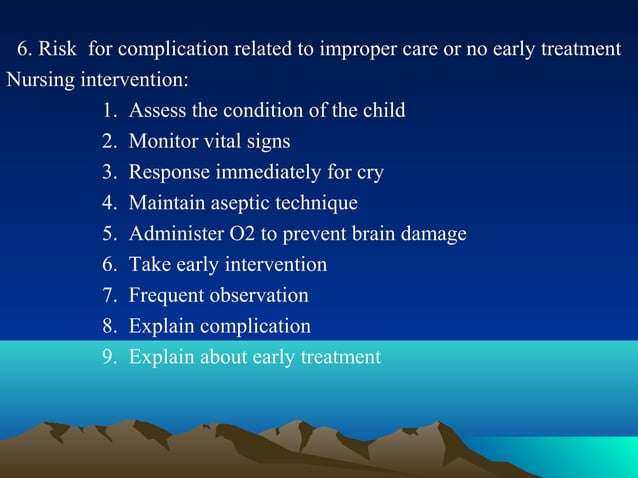 6. Risk for complication related to improper care or no early treatment
Nursing intervention:
1. Assess the condition of the child
2. Monitor vital signs
3. Response immediately for cry
4. Maintain aseptic technique
5. Administer O2 to prevent brain damage
6. Take early intervention
7. Frequent observation
8. Explain complication
9. Explain about early treatment